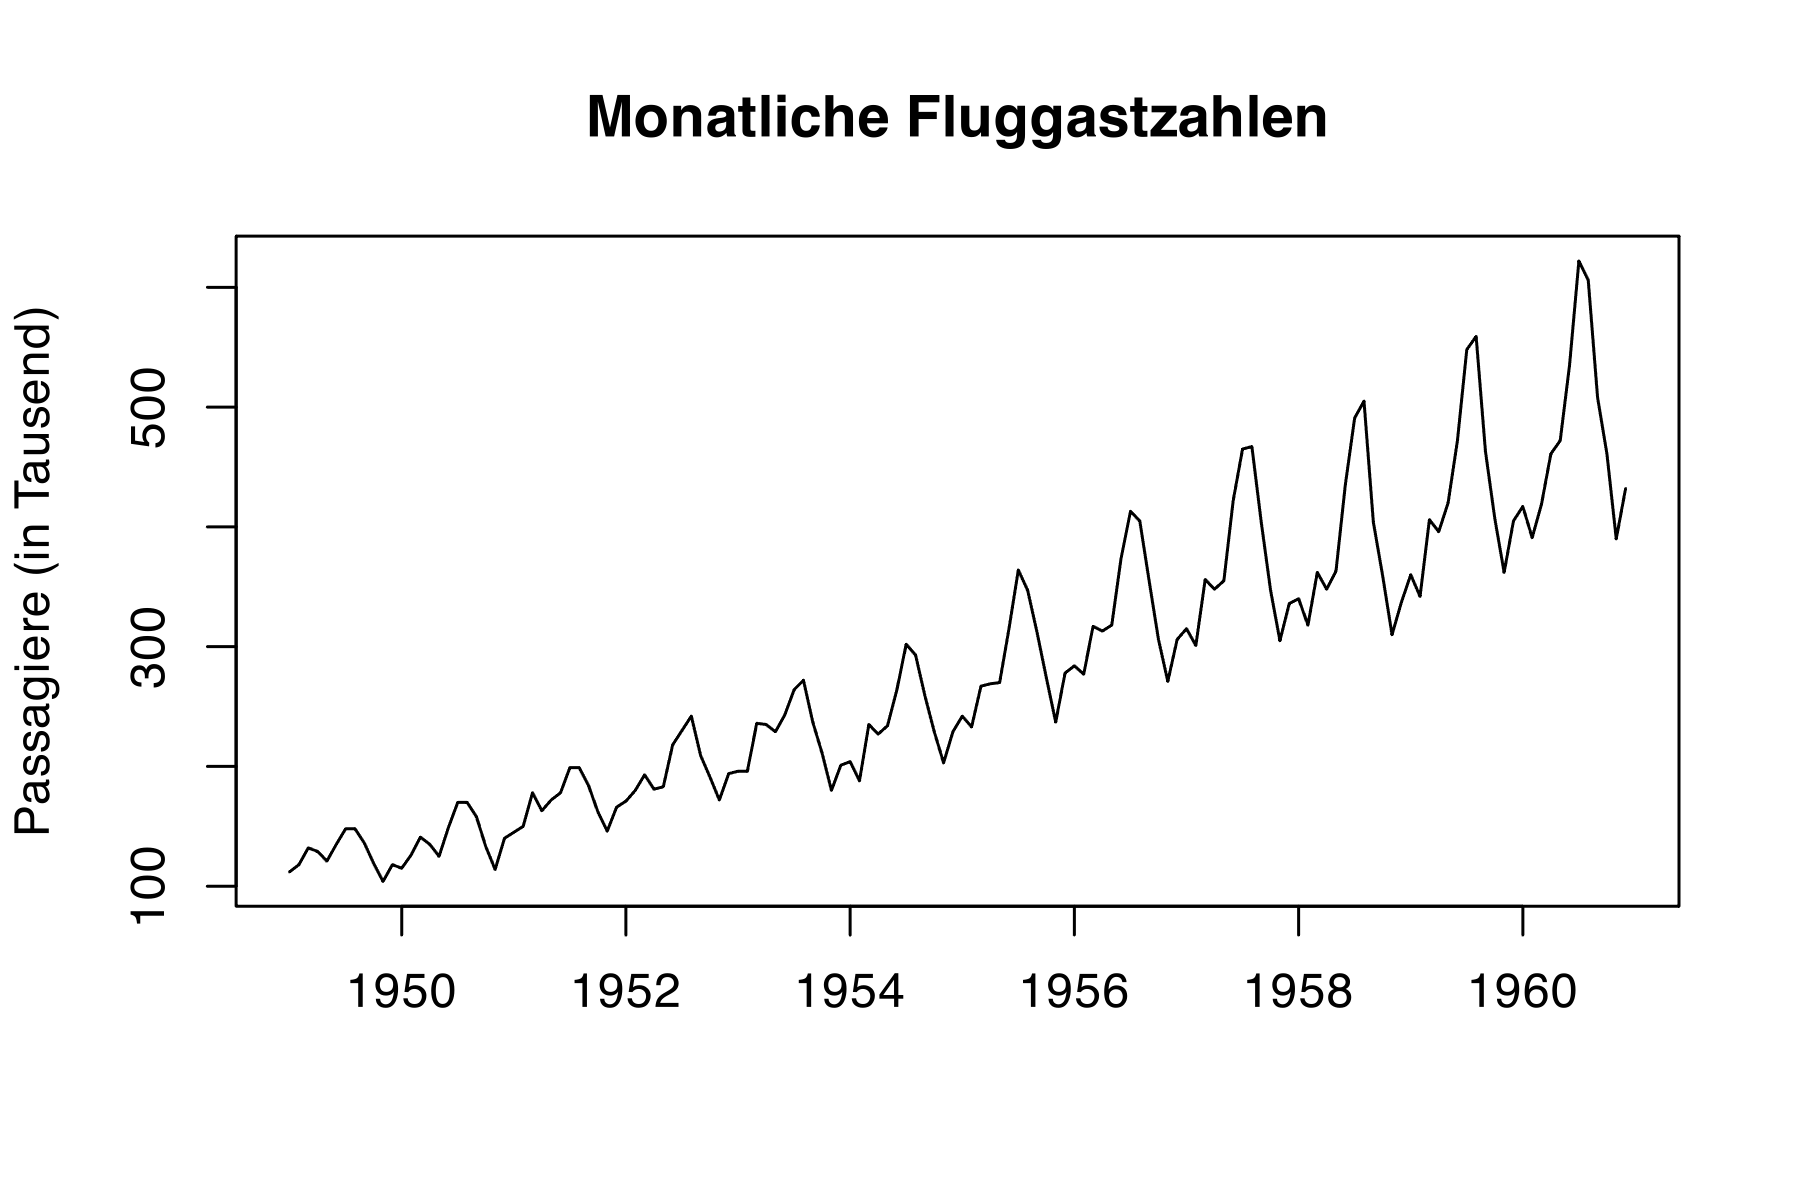 Monatliche Fluggastzahlen
Passagiere (in Tausend)
500
300
100
1950 1952 1954 1956 1958 1960